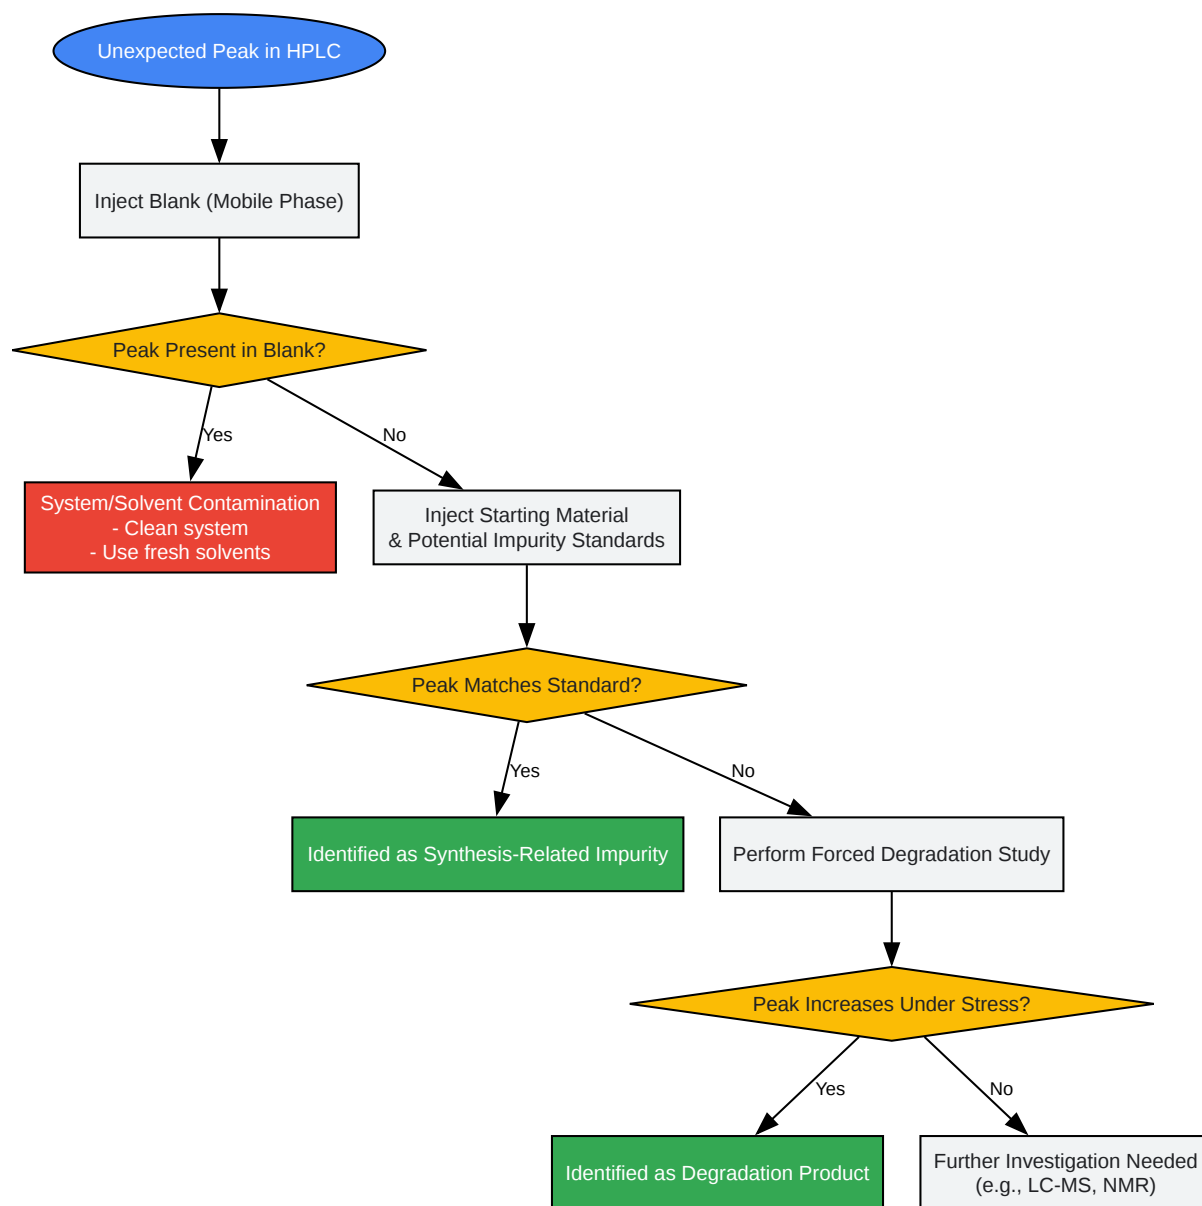 Unexpected Peak in HPLC
Inject Blank (Mobile Phase)
Peak Present in Blank?
Yes
No
System/Solvent Contamination
- Clean system
- Use fresh solvents
Inject Starting Material
& Potential Impurity Standards
Peak Matches Standard?
Yes
No
Identified as Synthesis-Related Impurity
Perform Forced Degradation Study
Peak Increases Under Stress?
Yes
No
Identified as Degradation Product
Further Investigation Needed
(e.g., LC-MS, NMR)